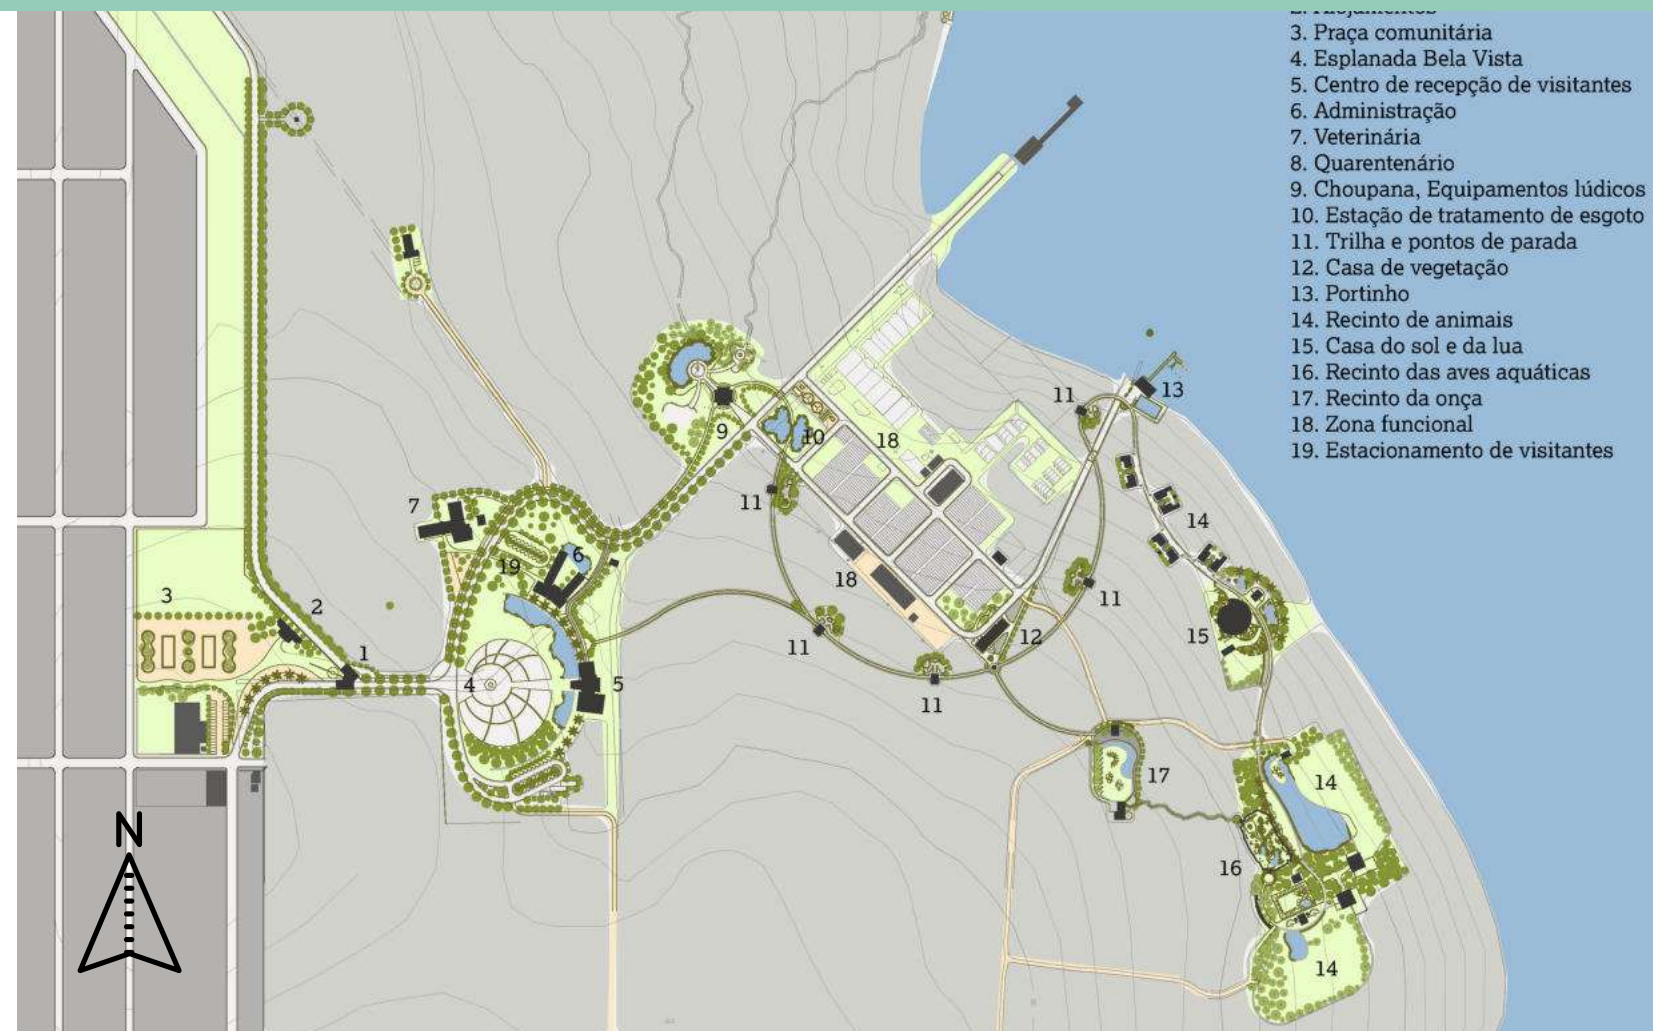 2. Alojamentos
3. Praça comunitária
4. Esplanada Bela Vista
5. Centro de recepção de visitantes
6. Administração
7. Veterinária
8. Quarentenário
9. Choupana, Equipamentos lúdicos
10. Estação de tratamento de esgoto
11. Trilha e pontos de parada
12. Casa de vegetação
13. Portinho
14. Recinto de animais
15. Casa do sol e da lua
16. Recinto das aves aquáticas
17. Recinto da onça
18. Zona funcional
19. Estacionamento de visitantes
11
13
9
10
18
7
11
14
6
19
18
3
2
11
12
15
11
1
4
5
11
17
14
16
14
N